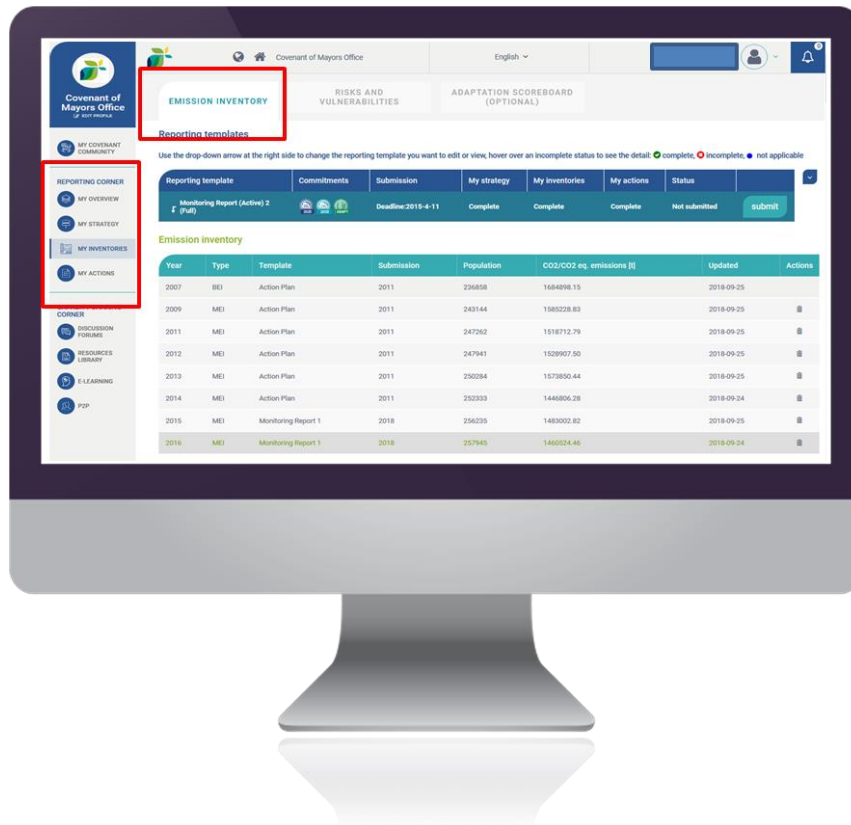 Covenant of Mayors Office
English
0
Covenant of
Mayors Office
EDIT PROFILE
MY COVENANT
COMMUNITY
REPORTING CORNER
MY OVERVIEW
MY STRATEGY
MY INVENTORIES
MY ACTIONS
CORNER
DISCUSSION
FORUMS
RESOURCES
LIBRARY
E-LEARNING
P2P
EMISSION INVENTORY
RISKS AND
VULNERABILITIES
ADAPTATION SCOREBOARD
(OPTIONAL)
Reporting templates
Use the drop-down arrow at the right side to change the reporting template you want to edit or view, hover over an incomplete status to see the detail: complete, incomplete, not applicable
Reporting template Commitments Submission My strategy My inventories My actions Status
Monitoring Report (Active) 2
(Full)
Deadline:2015-4-11 Complete Complete Complete Not submitted submit
Emission inventory
Year Type Template Submission Population CO2/CO2 eq. emissions [t] Updated Actions
2007 BEI Action Plan 2011 236858 1684898.15 2018-09-25
2009 MEI Action Plan 2011 243144 1585228.83 2018-09-25
2011 MEI Action Plan 2011 247262 1518712.79 2018-09-25
2012 MEI Action Plan 2011 247941 1528907.50 2018-09-25
2013 MEI Action Plan 2011 250284 1573850.44 2018-09-25
2014 MEI Action Plan 2011 252333 1446806.28 2018-09-24
2015 MEI Monitoring Report 1 2018 256235 1483002.82 2018-09-25
2016 MEI Monitoring Report 1 2018 257945 1460524.46 2018-09-24